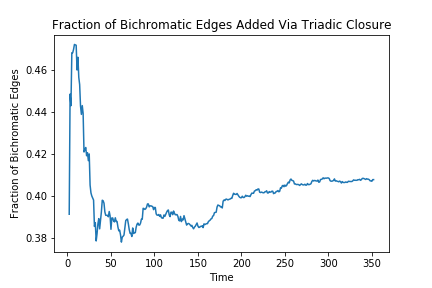 Fraction of Bichromatic Edges Added Via Triadic Closure
Fraction of Bichromatic Edges
0.46
0.44
0.42
0.40
0.38
0 50 100 150 200 250 300 350
Time